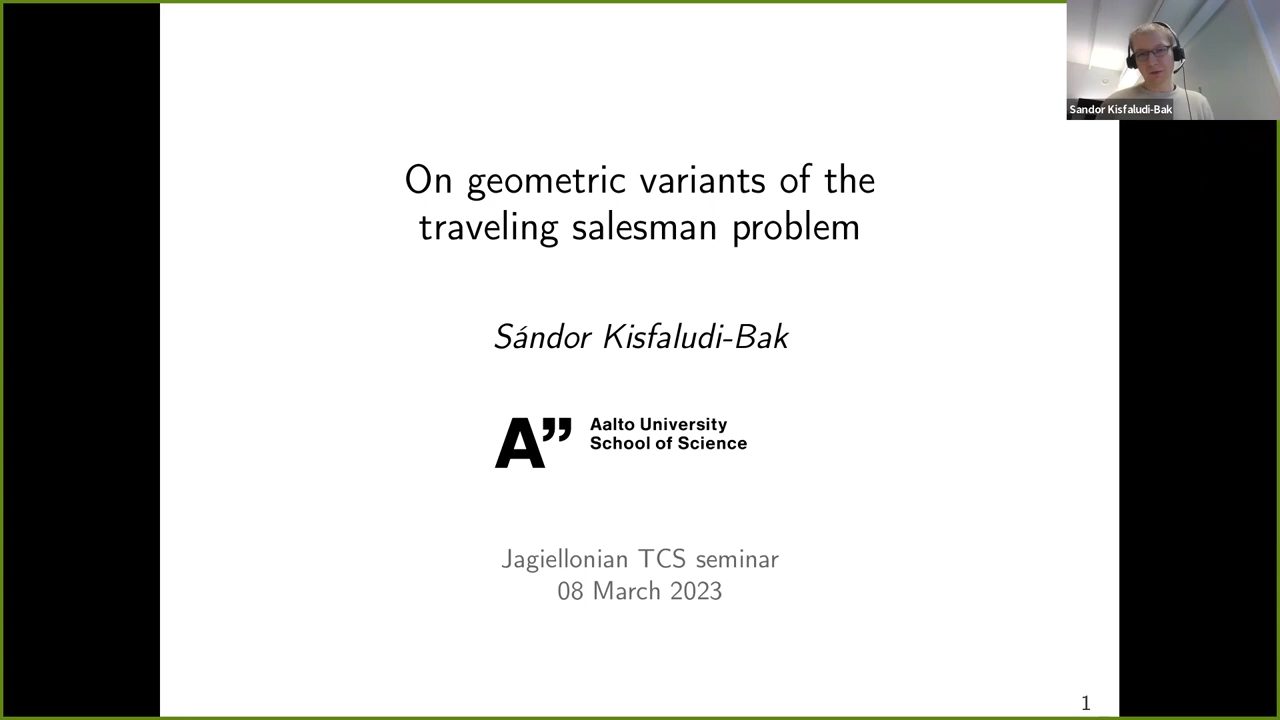 Sandor Kisfaludi-Bak
On geometric variants of the
traveling salesman problem
Sándor Kisfaludi-Bak
A”
Aalto University
School of Science
Jagiellonian TCS seminar
08 March 2023
1